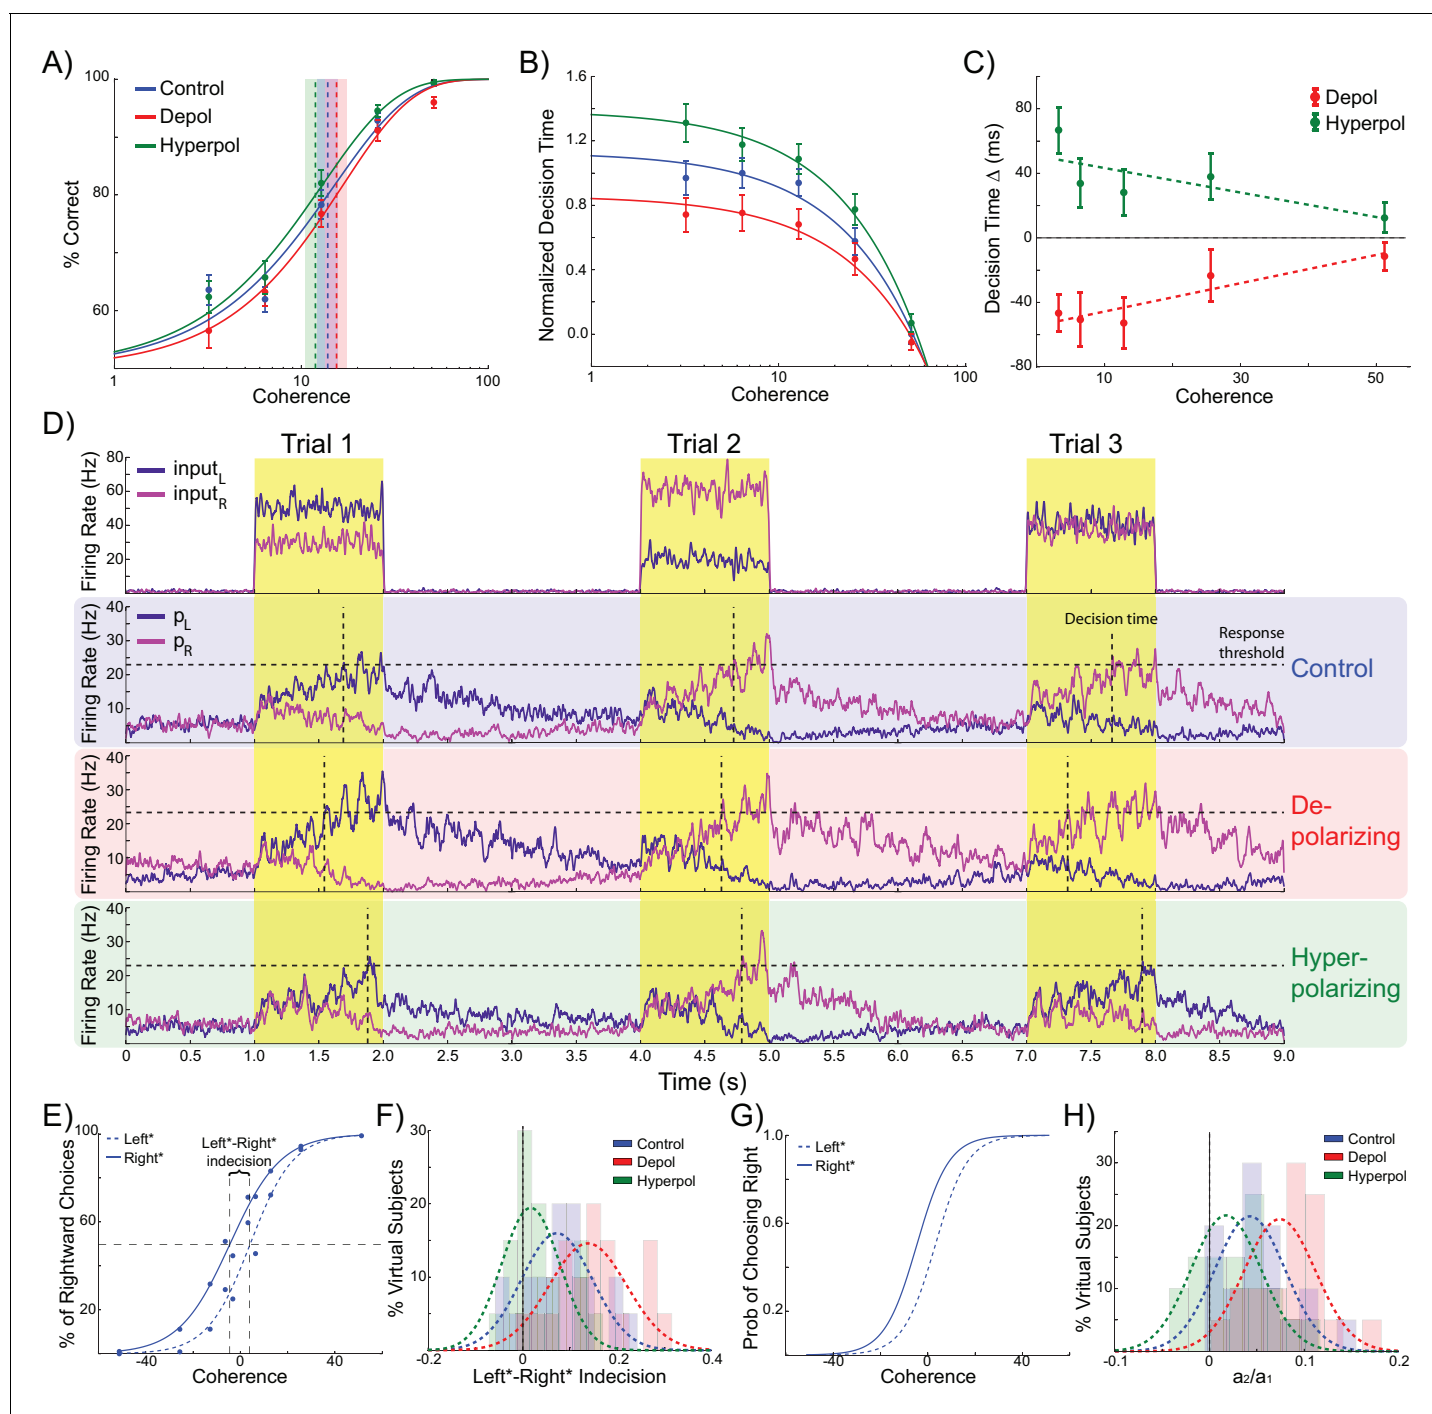 A)
Control
Depol
Hyperpol
100
80
60
% Correct
1
10
100
Coherence
B)
1.6
1.2
0.8
0.4
0.0
Normalized Decision Time
1
10
100
Coherence
C)
Depol
Hyperpol
80
40
0
-40
-80
Decision Time Δ (ms)
10
30
50
Coherence
D)
Trial 1
Trial 2
Trial 3
input_L
input_R
80
60
40
20
Firing Rate (Hz)
p_L
p_R
40
30
20
10
Firing Rate (Hz)
Decision time
Response
threshold
Control
40
30
20
10
Firing Rate (Hz)
De-
polarizing
40
30
20
10
Firing Rate (Hz)
Hyper-
polarizing
0 0.5 1.0 1.5 2.0 2.5 3.0 3.5 4.0 4.5 5.0 5.5 6.0 6.5 7.0 7.5 8.0 8.5 9.0
Time (s)
E)
100
80
60
40
20
% of Rightward Choices
Left*
Right*
Left*-Right*
indecision
-40 0 40
Coherence
F)
30
20
10
% Virtual Subjects
Control
Depol
Hyperpol
-0.2 0 0.2 0.4
Left*-Right* Indecision
G)
1.0
0.6
0.2
Prob of Choosing Right
Left*
Right*
-40 0 40
Coherence
H)
30
20
10
0
% Vritual Subjects
Control
Depol
Hyperpol
-0.1 0 0.1 0.2
a₂/a₁